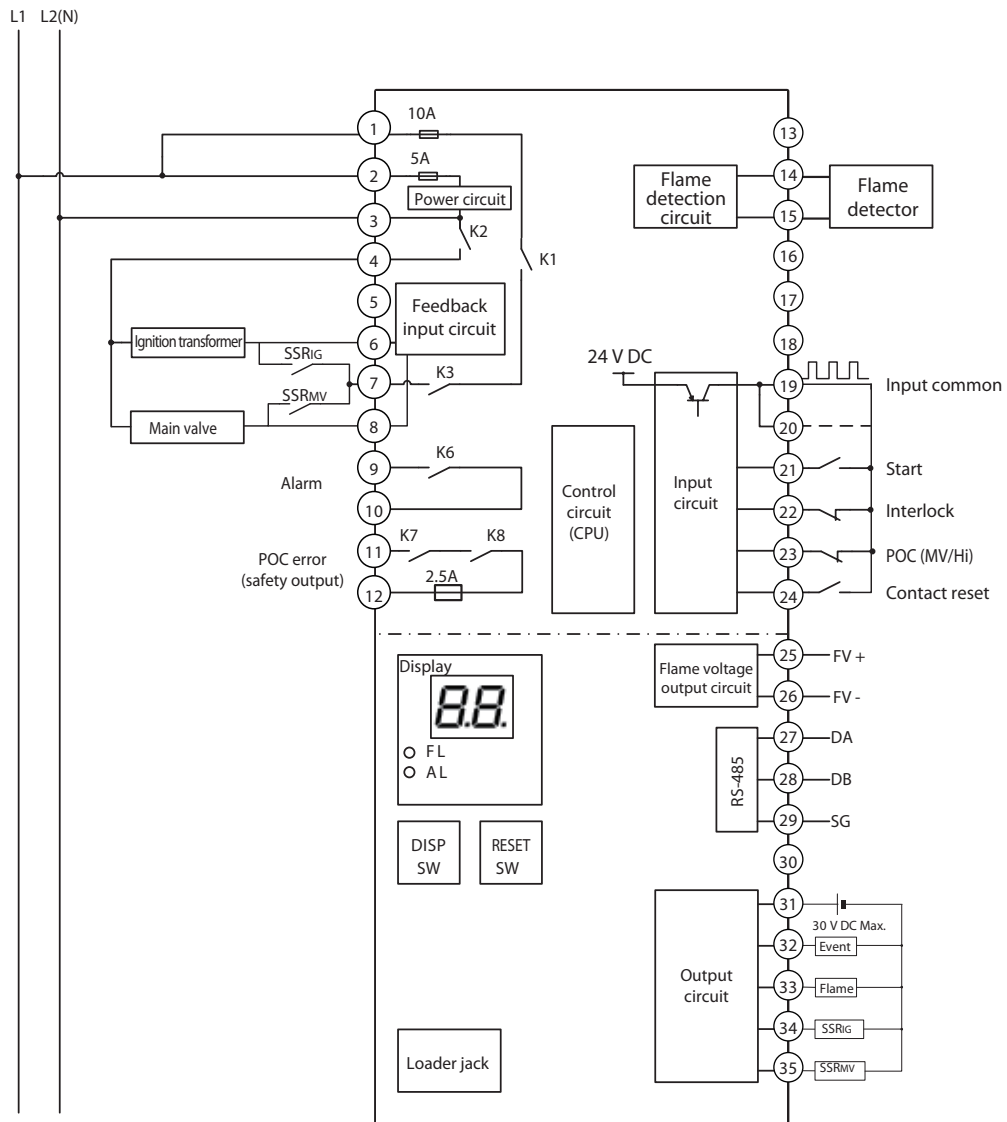 L1 L2(N)
1
10A
2
5A
Power circuit
3
K2
4
K1
5
Feedback
input circuit
Ignition transformer
6
SSRIG
7
K3
SSRMV
Main valve
8
9
K6
Alarm
10
11
K7
K8
POC error
(safety output)
12
2.5A
13
Flame
detection
circuit
14
15
Flame
detector
16
17
18
24 V DC
19
Input common
20
Control
circuit
(CPU)
Input
circuit
21
Start
22
Interlock
23
POC (MV/Hi)
24
Contact reset
Display
8.8.
F L
A L
DISP
SW
RESET
SW
Loader jack
Flame voltage
output circuit
25
FV +
26
FV -
RS-485
27
DA
28
DB
29
SG
30
Output
circuit
31
30 V DC Max.
32
Event
33
Flame
34
SSRIG
35
SSRMV